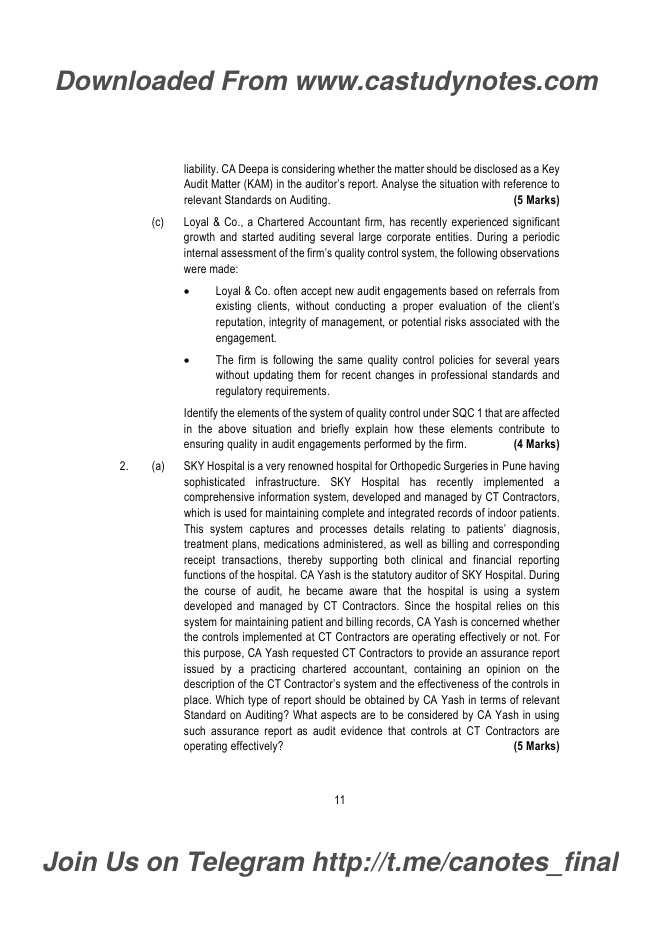 Downloaded From www.castudynotes.com
liability. CA Deepa is considering whether the matter should be disclosed as a Key
Audit Matter (KAM) in the auditor's report. Analyse the situation with reference to
relevant Standards on Auditing. (5 Marks)
(c) Loyal & Co., a Chartered Accountant firm, has recently experienced significant
growth and started auditing several large corporate entities. During a periodic
internal assessment of the firm's quality control system, the following observations
were made:
• Loyal & Co. often accept new audit engagements based on referrals from
existing clients, without conducting a proper evaluation of the client's
reputation, integrity of management, or potential risks associated with the
engagement.
• The firm is following the same quality control policies for several years
without updating them for recent changes in professional standards and
regulatory requirements.
Identify the elements of the system of quality control under SQC 1 that are affected
in the above situation and briefly explain how these elements contribute to
ensuring quality in audit engagements performed by the firm. (4 Marks)
2. (a) SKY Hospital is a very renowned hospital for Orthopedic Surgeries in Pune having
sophisticated infrastructure. SKY Hospital has recently implemented a
comprehensive information system, developed and managed by CT Contractors,
which is used for maintaining complete and integrated records of indoor patients.
This system captures and processes details relating to patients' diagnosis,
treatment plans, medications administered, as well as billing and corresponding
receipt transactions, thereby supporting both clinical and financial reporting
functions of the hospital. CA Yash is the statutory auditor of SKY Hospital. During
the course of audit, he became aware that the hospital is using a system
developed and managed by CT Contractors. Since the hospital relies on this
system for maintaining patient and billing records, CA Yash is concerned whether
the controls implemented at CT Contractors are operating effectively or not. For
this purpose, CA Yash requested CT Contractors to provide an assurance report
issued by a practicing chartered accountant, containing an opinion on the
description of the CT Contractor's system and the effectiveness of the controls in
place. Which type of report should be obtained by CA Yash in terms of relevant
Standard on Auditing? What aspects are to be considered by CA Yash in using
such assurance report as audit evidence that controls at CT Contractors are
operating effectively? (5 Marks)
11
Join Us on Telegram http://t.me/canotes_final